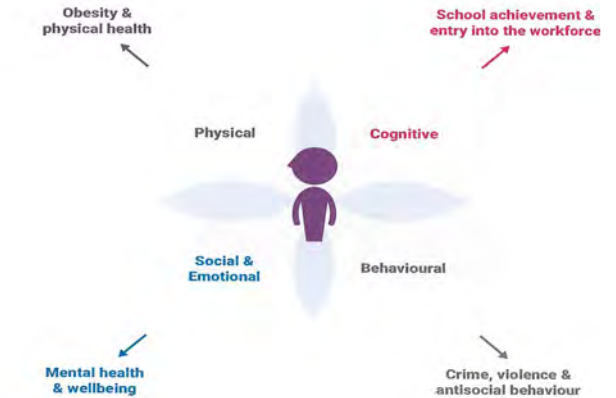 Obesity &
physical health
School achievement &
entry into the workforce
Physical
Cognitive
Social &
Emotional
Behavioural
Mental health
& wellbeing
Crime, violence &
antisocial behaviour